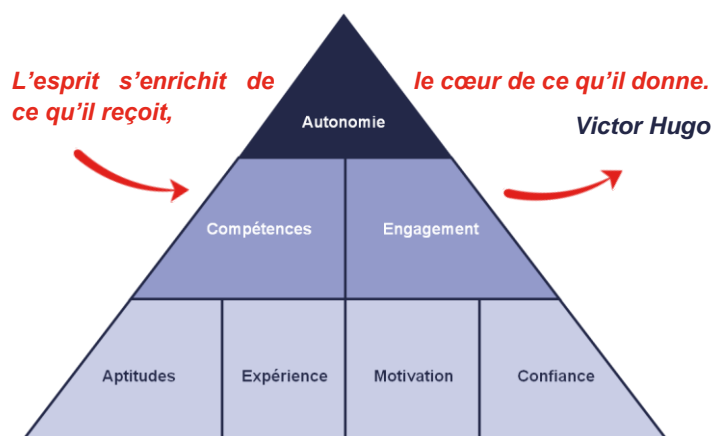 L’esprit s’enrichit de
ce qu’il reçoit,
le cœur de ce qu’il donne.
Victor Hugo
Autonomie
Compétences
Engagement
Aptitudes
Expérience
Motivation
Confiance